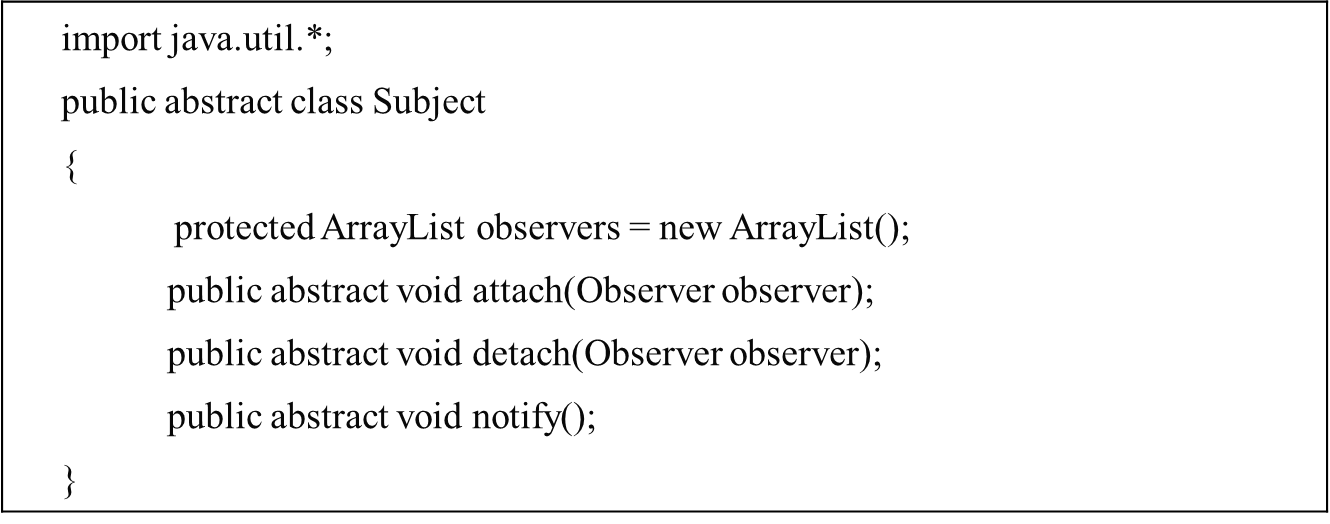 import java.util.*;
public abstract class Subject
{
protected ArrayList observers = new ArrayList();
public abstract void attach(Observer observer);
public abstract void detach(Observer observer);
public abstract void notify();
}